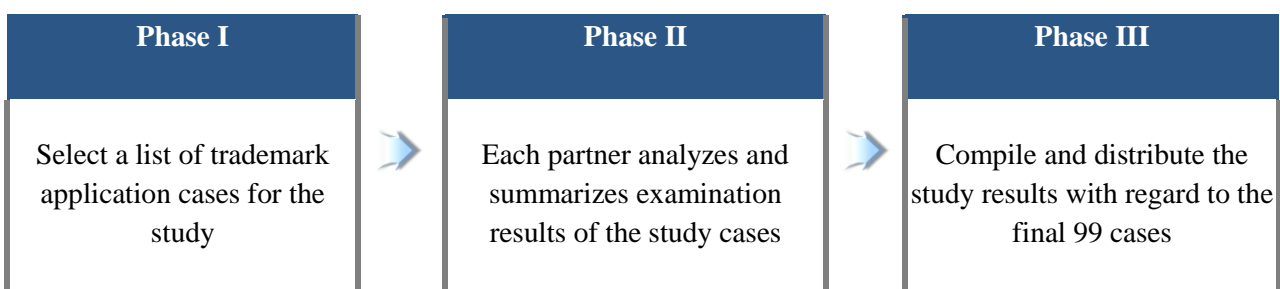 Phase I
Select a list of trademark
application cases for the
study
Phase II
Each partner analyzes and
summarizes examination
results of the study cases
Phase III
Compile and distribute the
study results with regard to the
final 99 cases